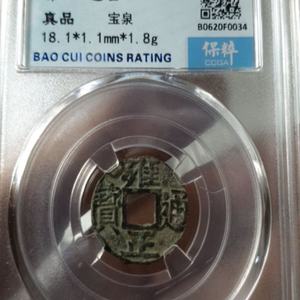 真品 宝泉
18.1*1.1mm*1.8g
BAO CUI COINS RATING
B0620F0034
保粹
CCGA
雍正通寶